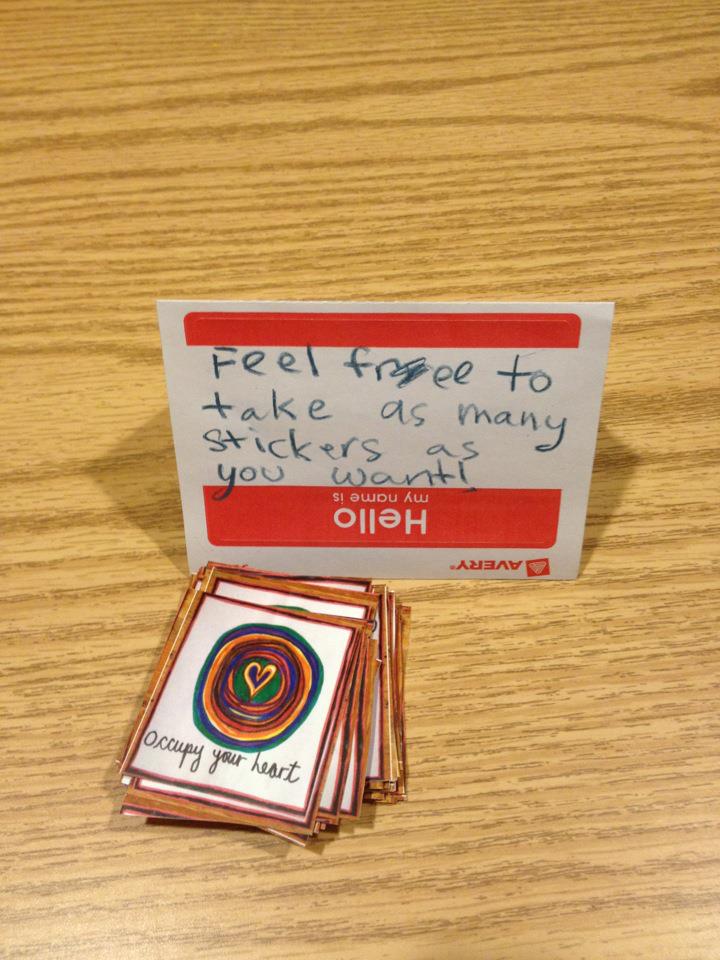 Feel free to
take as many
stickers as
you want!
my name is
Hello
AVERY®
occupy your heart